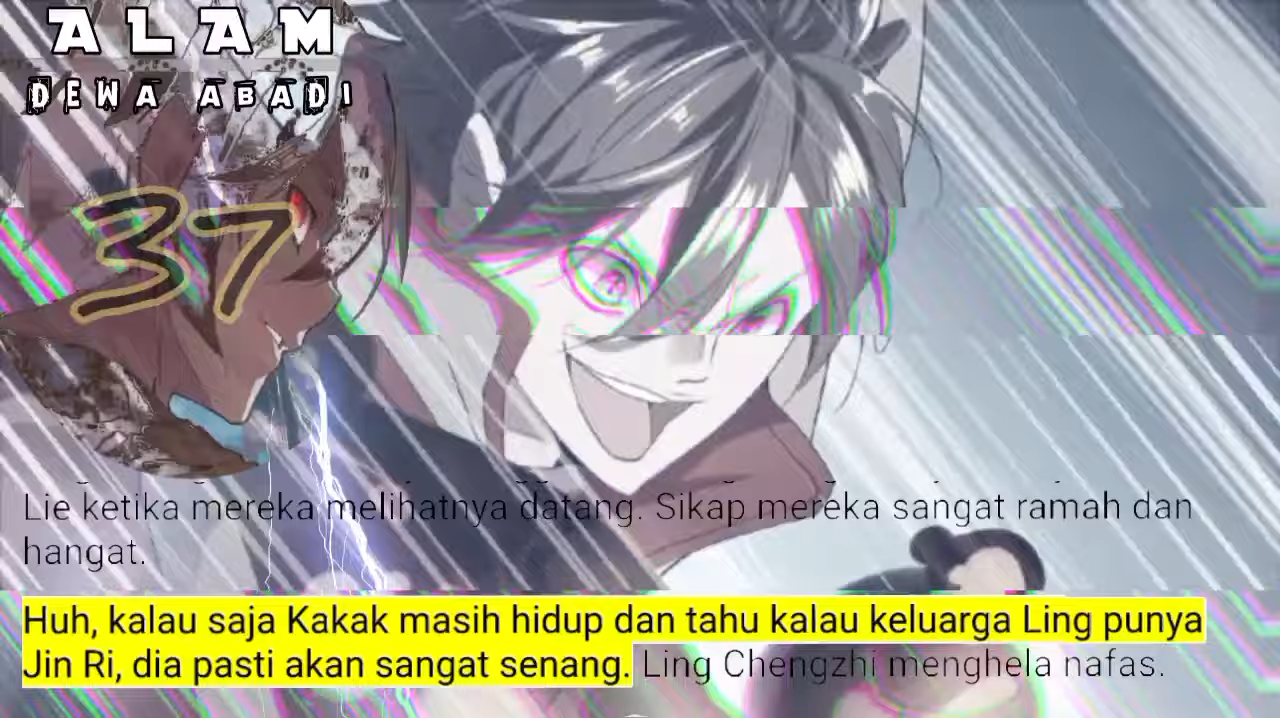 ALAM
DEWA ABADI
37
Lie ketika mereka melihatnya datang. Sikap mereka sangat ramah dan
hangat.
Huh, kalau saja Kakak masih hidup dan tahu kalau keluarga Ling punya
Jin Ri, dia pasti akan sangat senang. Ling Chengzhi menghela nafas.